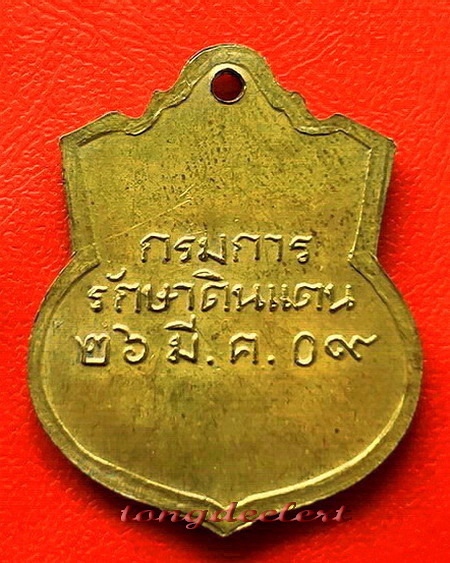 กรมการ
รักษาดินแดน
๒๖ มี. ค. ๐๙